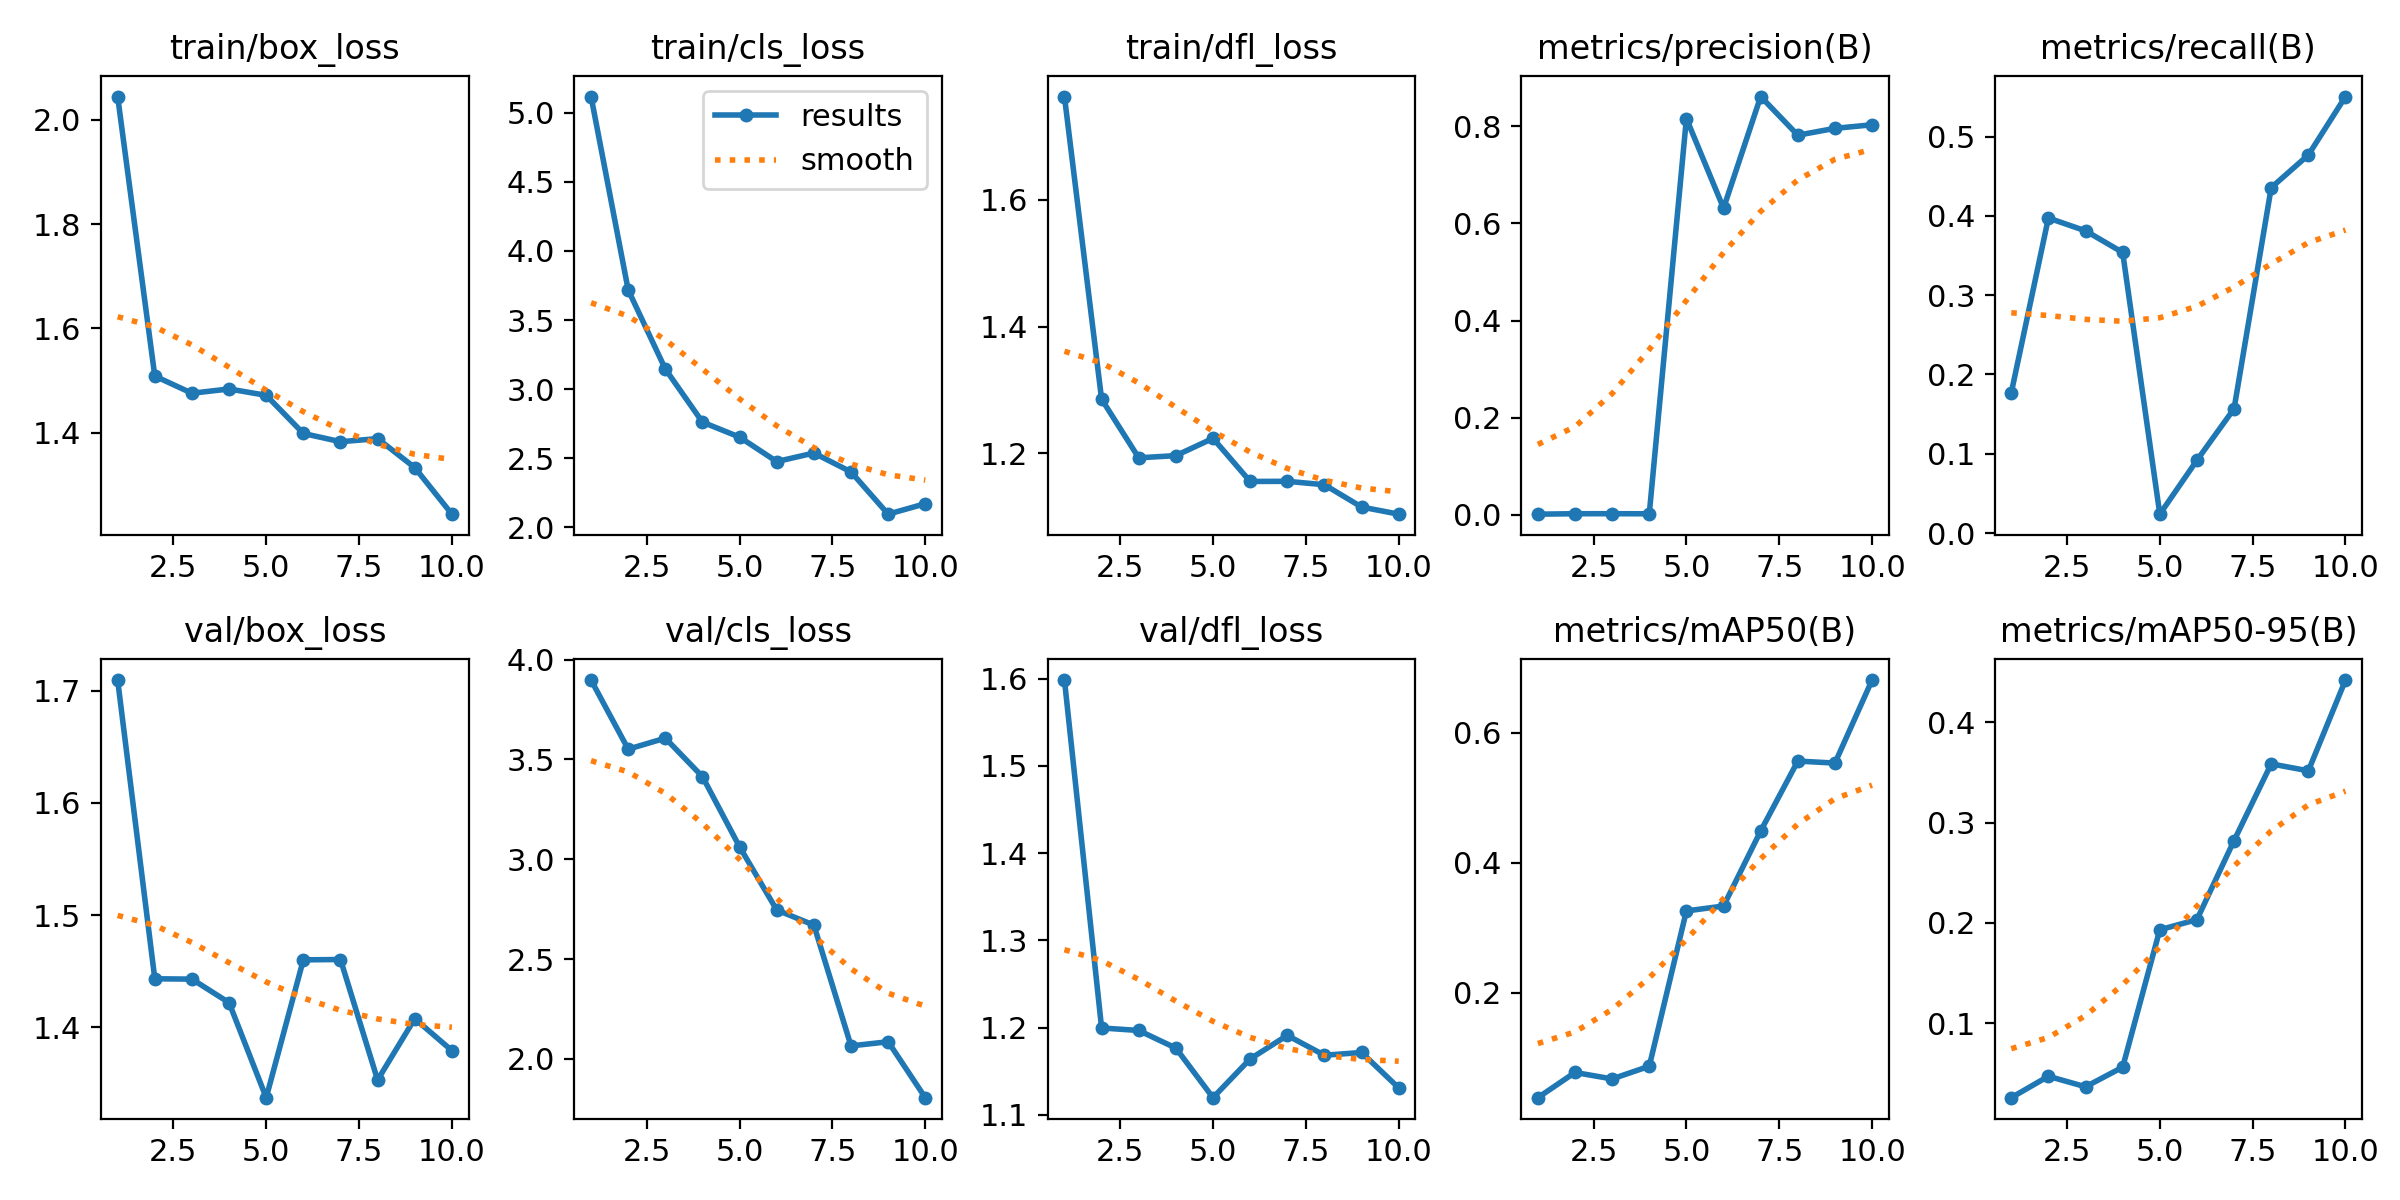 train/box_loss
2.0
1.8
1.6
1.4
2.5 5.0 7.5 10.0
train/cls_loss
results
smooth
5.0
4.5
4.0
3.5
3.0
2.5
2.0
2.5 5.0 7.5 10.0
train/dfl_loss
1.6
1.4
1.2
2.5 5.0 7.5 10.0
metrics/precision(B)
0.8
0.6
0.4
0.2
0.0
2.5 5.0 7.5 10.0
metrics/recall(B)
0.5
0.4
0.3
0.2
0.1
0.0
2.5 5.0 7.5 10.0
val/box_loss
1.7
1.6
1.5
1.4
2.5 5.0 7.5 10.0
val/cls_loss
4.0
3.5
3.0
2.5
2.0
2.5 5.0 7.5 10.0
val/dfl_loss
1.6
1.5
1.4
1.3
1.2
1.1
2.5 5.0 7.5 10.0
metrics/mAP50(B)
0.6
0.4
0.2
2.5 5.0 7.5 10.0
metrics/mAP50-95(B)
0.4
0.3
0.2
0.1
2.5 5.0 7.5 10.0